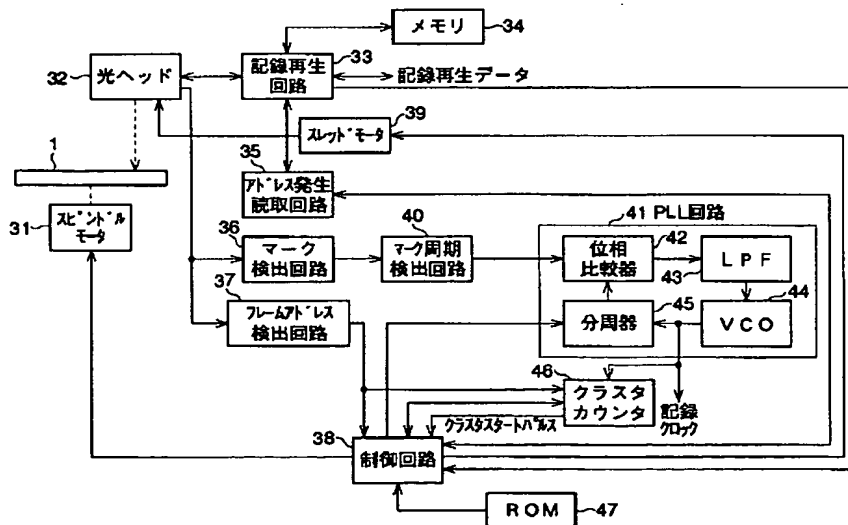 メモリ
34
33
32
光ヘッド
記録再生
回路
記録再生データ
39
スレッドモータ
1
35
アドレス発生
読取回路
31
スピンドル
モータ
36
マーク
検出回路
40
マーク周期
検出回路
41 PLL回路
位相
比較器
42
LPF
43
37
フレームアドレス
検出回路
分周器
45
VCO
44
46
クラスタ
カウンタ
記録
クロック
クラスタスタートパルス
38
制御回路
ROM
47